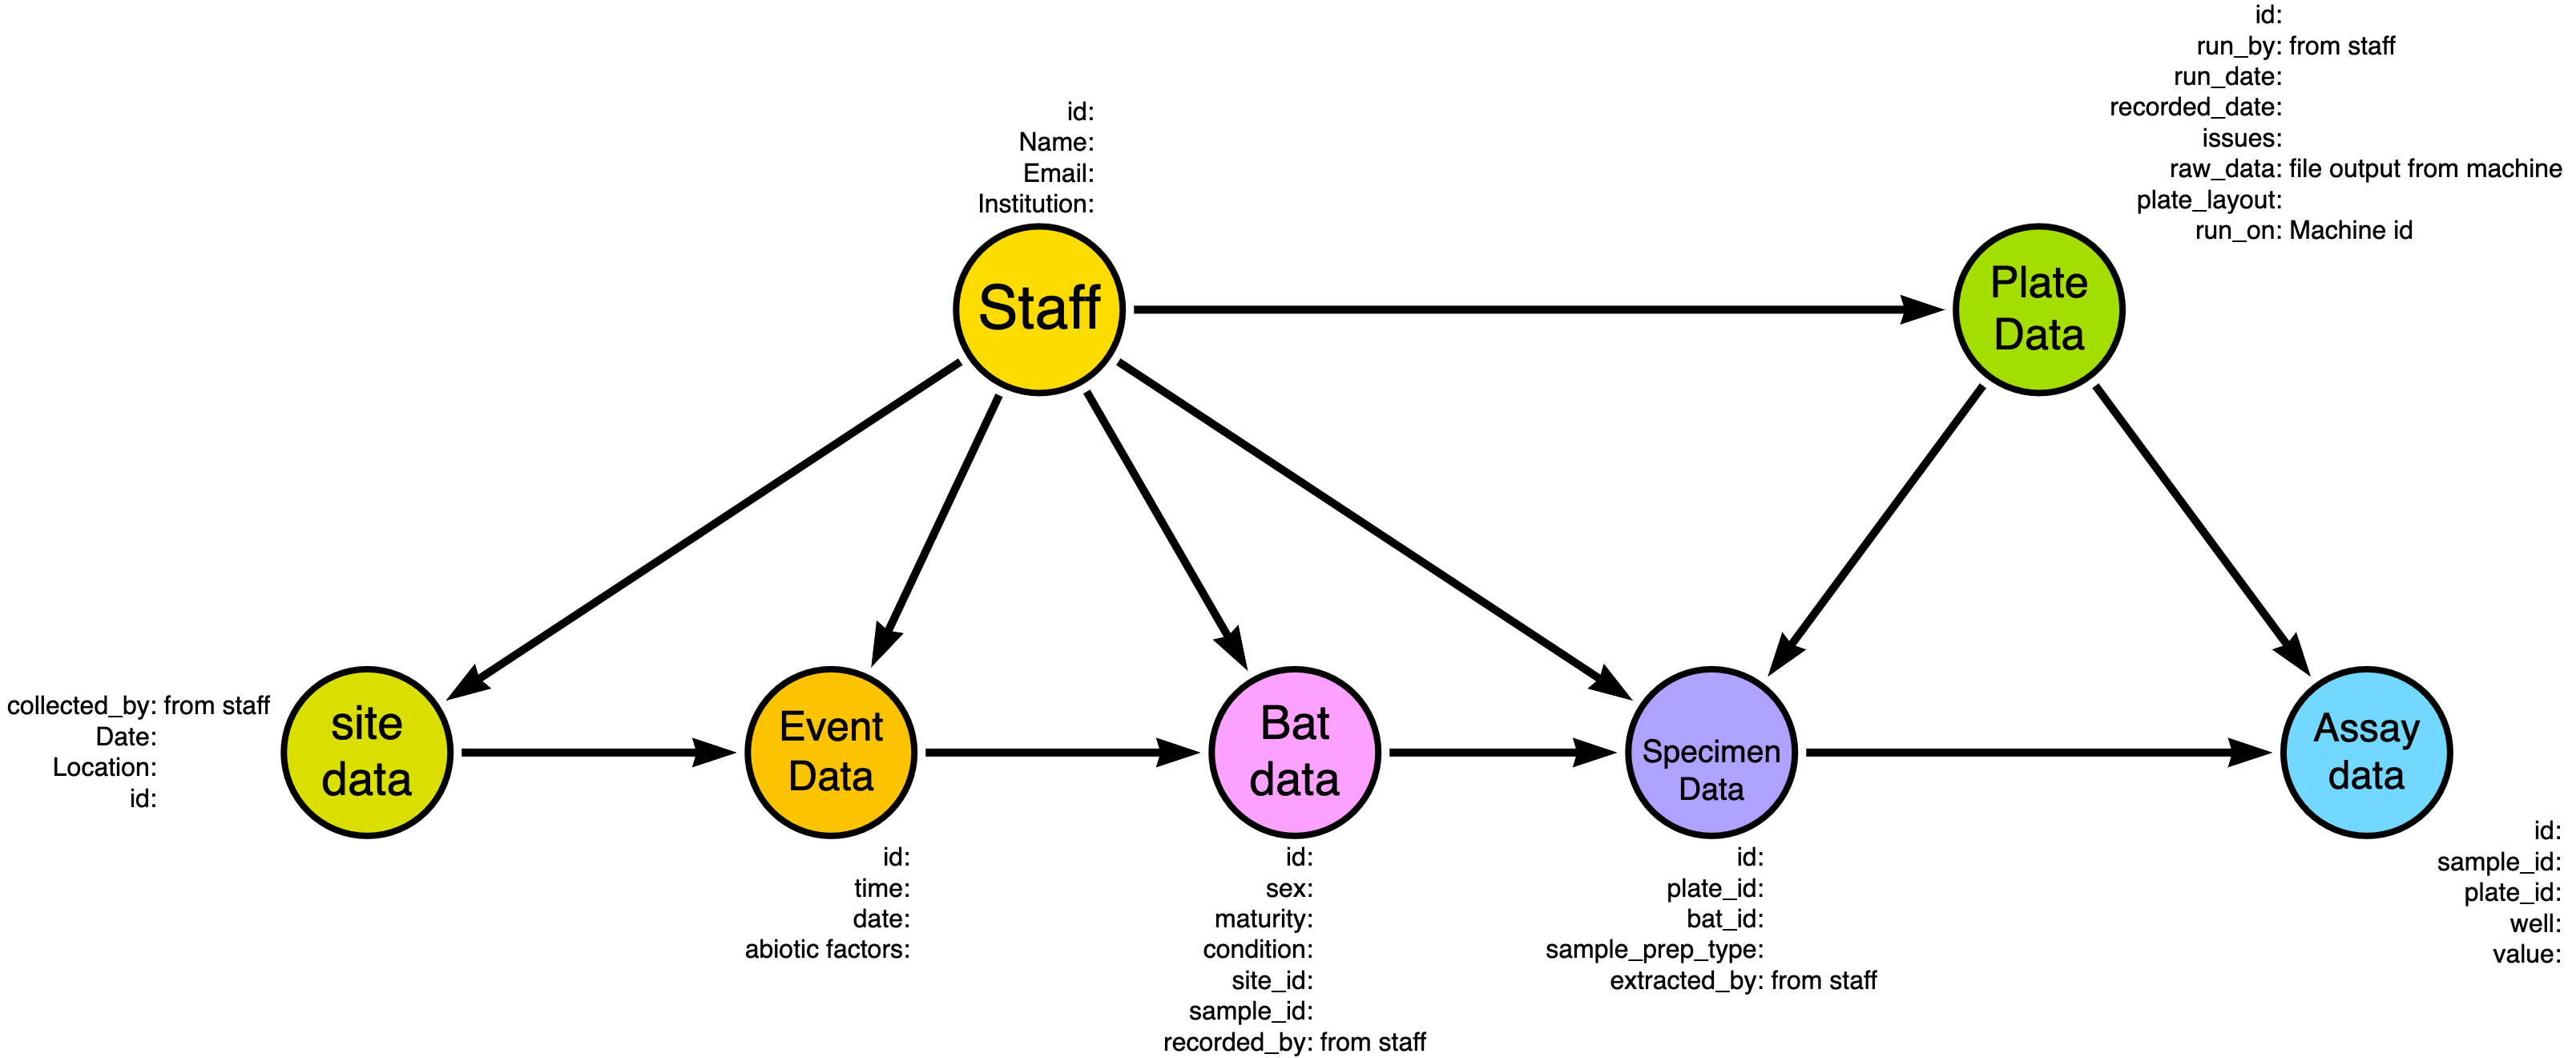 id:
run_by: from staff
run_date:
recorded_date:
issues:
raw_data: file output from machine
plate_layout:
run_on: Machine id
id:
Name:
Email:
Institution:
Staff
Plate
Data
collected_by: from staff
Date:
Location:
id:
site
data
Event
Data
Bat
data
Specimen
Data
Assay
data
id:
time:
date:
abiotic factors:
id:
sex:
maturity:
condition:
site_id:
sample_id:
recorded_by: from staff
id:
plate_id:
bat_id:
sample_prep_type:
extracted_by: from staff
id:
sample_id:
plate_id:
well:
value: